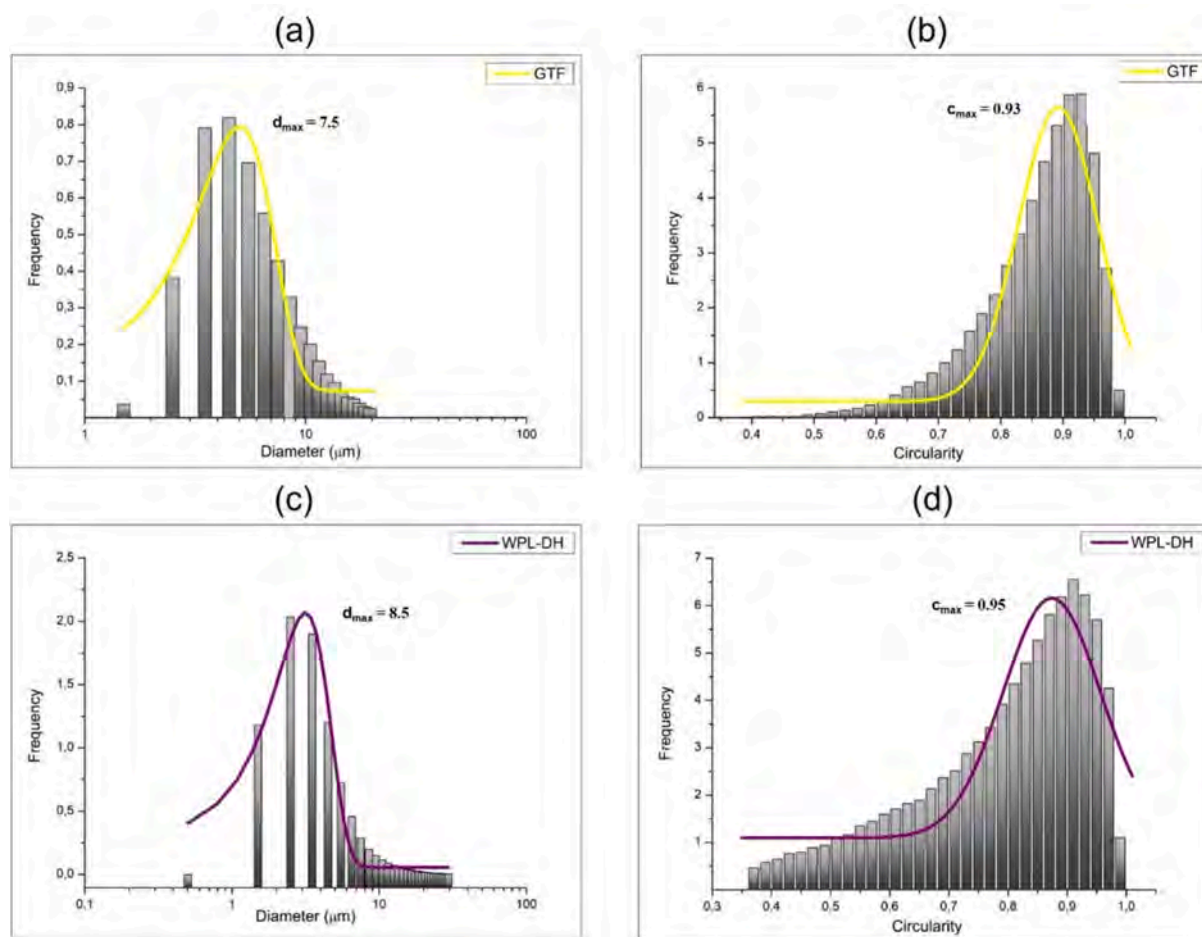 (a)
GTF
d_max = 7.5
Frequency
0,9
0,8
0,7
0,6
0,5
0,4
0,3
0,2
0,1
1
10
100
Diameter (μm)
(b)
GTF
c_max = 0.93
Frequency
6
5
4
3
2
1
0
0,4
0,5
0,6
0,7
0,8
0,9
1,0
Circularity
(c)
WPL-DH
d_max = 8.5
Frequency
2,5
2,0
1,5
1,0
0,5
0,0
0.1
1
10
100
Diameter (μm)
(d)
WPL-DH
c_max = 0.95
Frequency
7
6
5
4
3
2
1
0,3
0,4
0,5
0,6
0,7
0,8
0,9
1,0
Circularity